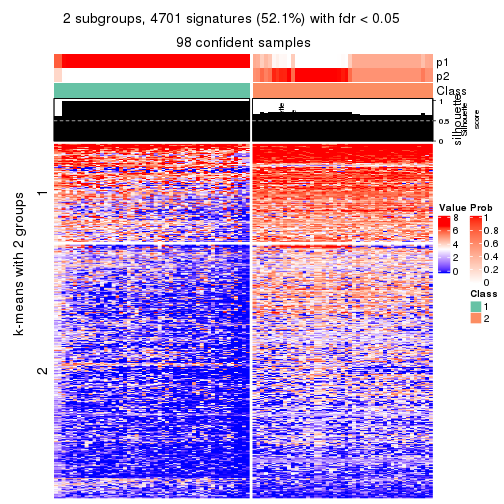 2 subgroups, 4701 signatures (52.1%) with fdr < 0.05
98 confident samples
p1
p2
Class
1
0.5
0
silhouette
Silhouette
score
k-means with 2 groups
1
2
Value
8
6
4
2
0
Prob
1
0.8
0.6
0.4
0.2
0
Class
1
2